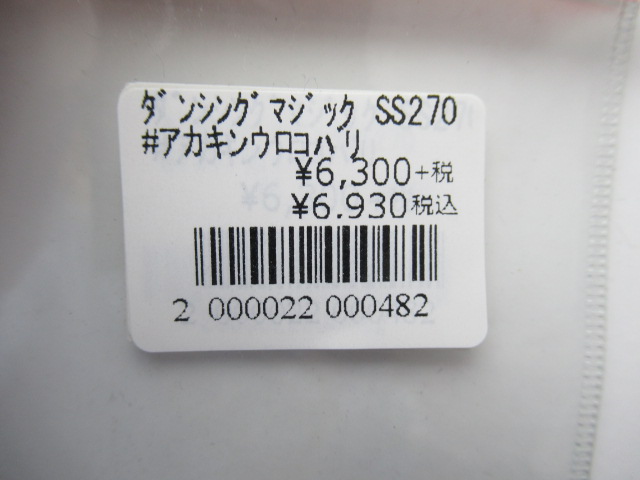 ﾀﾞﾝｼﾝｸﾞﾏｼﾞｯｸ SS270
#アカキンウロコバリ
¥6,300+税
¥6.930税込
2 000022 000482